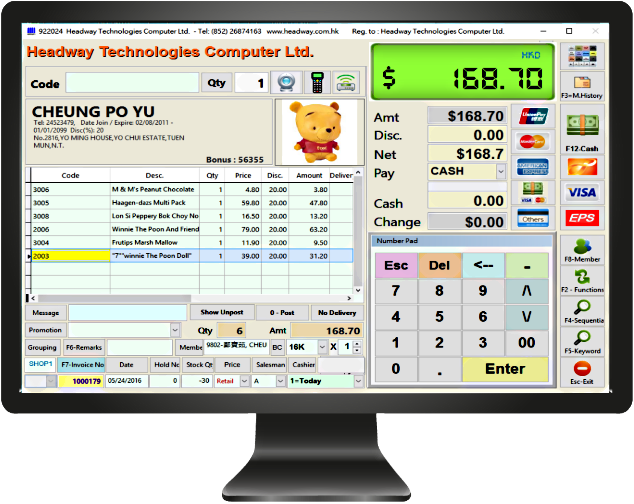 922024 Headway Technologies Computer Ltd. - Tel: (852) 26874163 www.headway.com.hk Reg. to : Headway Technologies Computer Ltd.
Headway Technologies Computer Ltd.
HKD
$ 168.70
Code Qty 1
F3=M.History
CHEUNG PO YU
Tel: 24523479, Date Join / Expire: 02/08/2011 -
01/01/2099 Disc(%): 20
No.2816,YO MING HOUSE,YO CHUI ESTATE,TUEN
MUN,N.T.
Bonus : 56355
Amt $168.70
Disc. 0.00
Net $168.7
Pay CASH
Cash 0.00
Change $0.00
UnionPay
MasterCard
AMERICAN EXPRESS
Others
F12-Cash
VISA
EPS
Code Desc. Qty Price Disc. Amount Deliver
3006 M & M's Peanut Chocolate 1 4.80 20.00 3.80
3005 Haagen-dazs Multi Pack 1 59.80 20.00 47.80
3008 Lon Si Peppery Bok Choy No 1 16.50 20.00 13.20
2006 Winnie The Poon And Friend 1 79.00 20.00 63.20
3004 Frutips Marsh Mallow 1 11.90 20.00 9.50
2003 "7""winnie The Poon Doll" 1 39.00 20.00 31.20
Number Pad
Esc Del <-- -
7 8 9 /\
4 5 6 \/
1 2 3 00
0 . Enter
F8-Member
F2 - Functions
F4-Sequentia
F5-Keyword
Esc-Exit
Message Show Unpost 0 - Post No Delivery
Promotion Qty 6 Amt 168.70
Grouping F6-Remarks Membe 9802-鄭寶茹, CHEU BC 16K X 1
SHOP1 F7-Invoice No Date Hold No Stock Qt Price Salesman Cashier
1000179 05/24/2016 0 -30 Retail A 1=Today